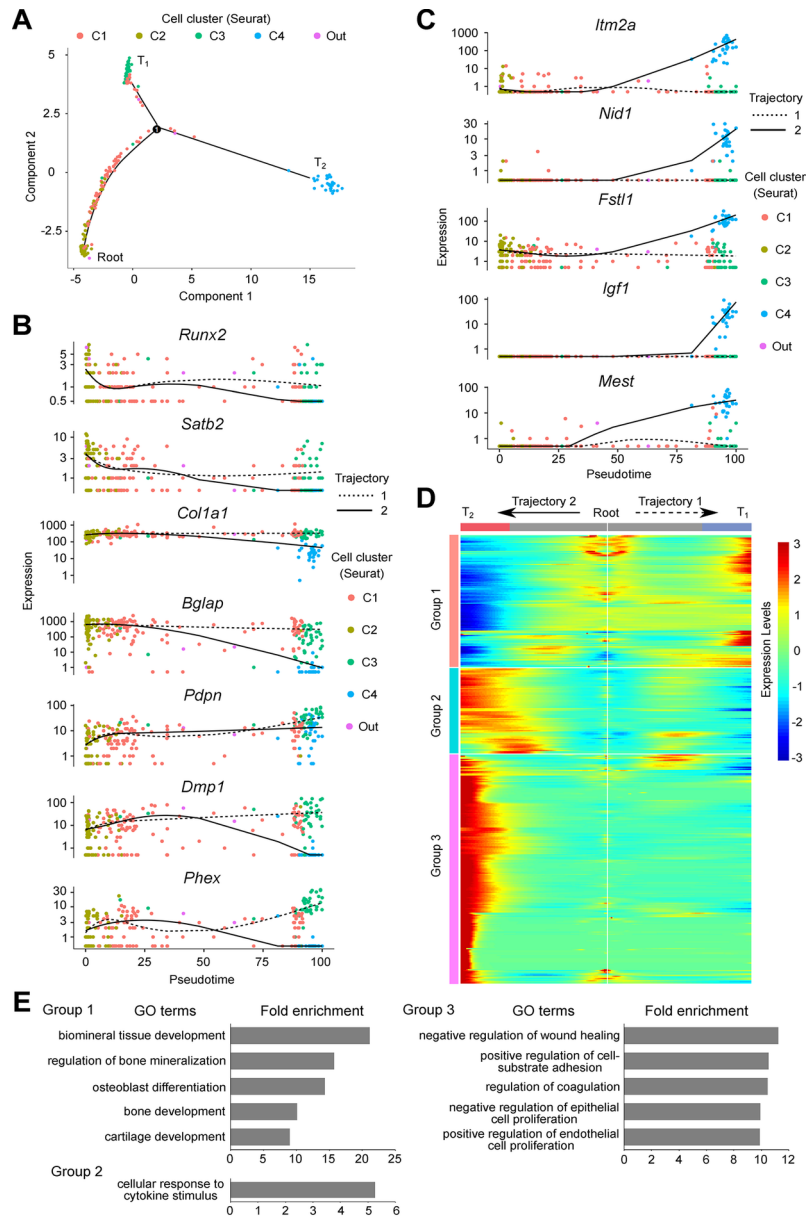 A
Cell cluster (Seurat)
C1 C2 C3 C4 Out
T1
T2
Root
1
5
2.5
0
-2.5
Component 2
-5 0 5 10 15
Component 1
B
Runx2
5
3
1
0.5
Satb2
10
3
1
Col1a1
1000
100
10
1
Bglap
1000
100
10
1
Pdpn
100
10
1
Dmp1
100
10
1
Phex
30
10
3
1
Expression
0 25 50 75 100
Pseudotime
Trajectory
1
2
Cell cluster
(Seurat)
C1
C2
C3
C4
Out
C
Itm2a
1000
100
10
1
Nid1
30
10
3
1
Fstl1
100
10
1
Igf1
100
10
1
Mest
100
10
1
Expression
0 25 50 75 100
Pseudotime
Trajectory
1
2
Cell cluster
(Seurat)
C1
C2
C3
C4
Out
D
T2 Trajectory 2 Root Trajectory 1 T1
Group 1
Group 2
Group 3
3
2
1
0
-1
-2
-3
Expression Levels
E
Group 1 GO terms Fold enrichment
biomineral tissue development
regulation of bone mineralization
osteoblast differentiation
bone development
cartilage development
0 5 10 15 20 25
Group 2
cellular response to
cytokine stimulus
0 1 2 3 4 5 6
Group 3 GO terms Fold enrichment
negative regulation of wound healing
positive regulation of cell-
substrate adhesion
regulation of coagulation
negative regulation of epithelial
cell proliferation
positive regulation of endothelial
cell proliferation
0 2 4 6 8 10 12